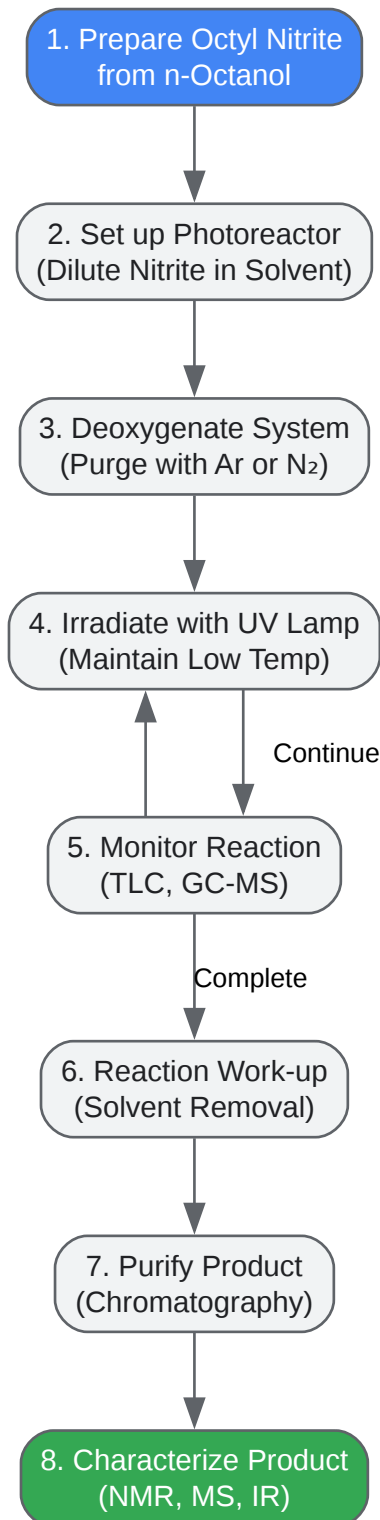 1. Prepare Octyl Nitrite
from n-Octanol
2. Set up Photoreactor
(Dilute Nitrite in Solvent)
3. Deoxygenate System
(Purge with Ar or N₂)
4. Irradiate with UV Lamp
(Maintain Low Temp)
Continue
5. Monitor Reaction
(TLC, GC-MS)
Complete
6. Reaction Work-up
(Solvent Removal)
7. Purify Product
(Chromatography)
8. Characterize Product
(NMR, MS, IR)